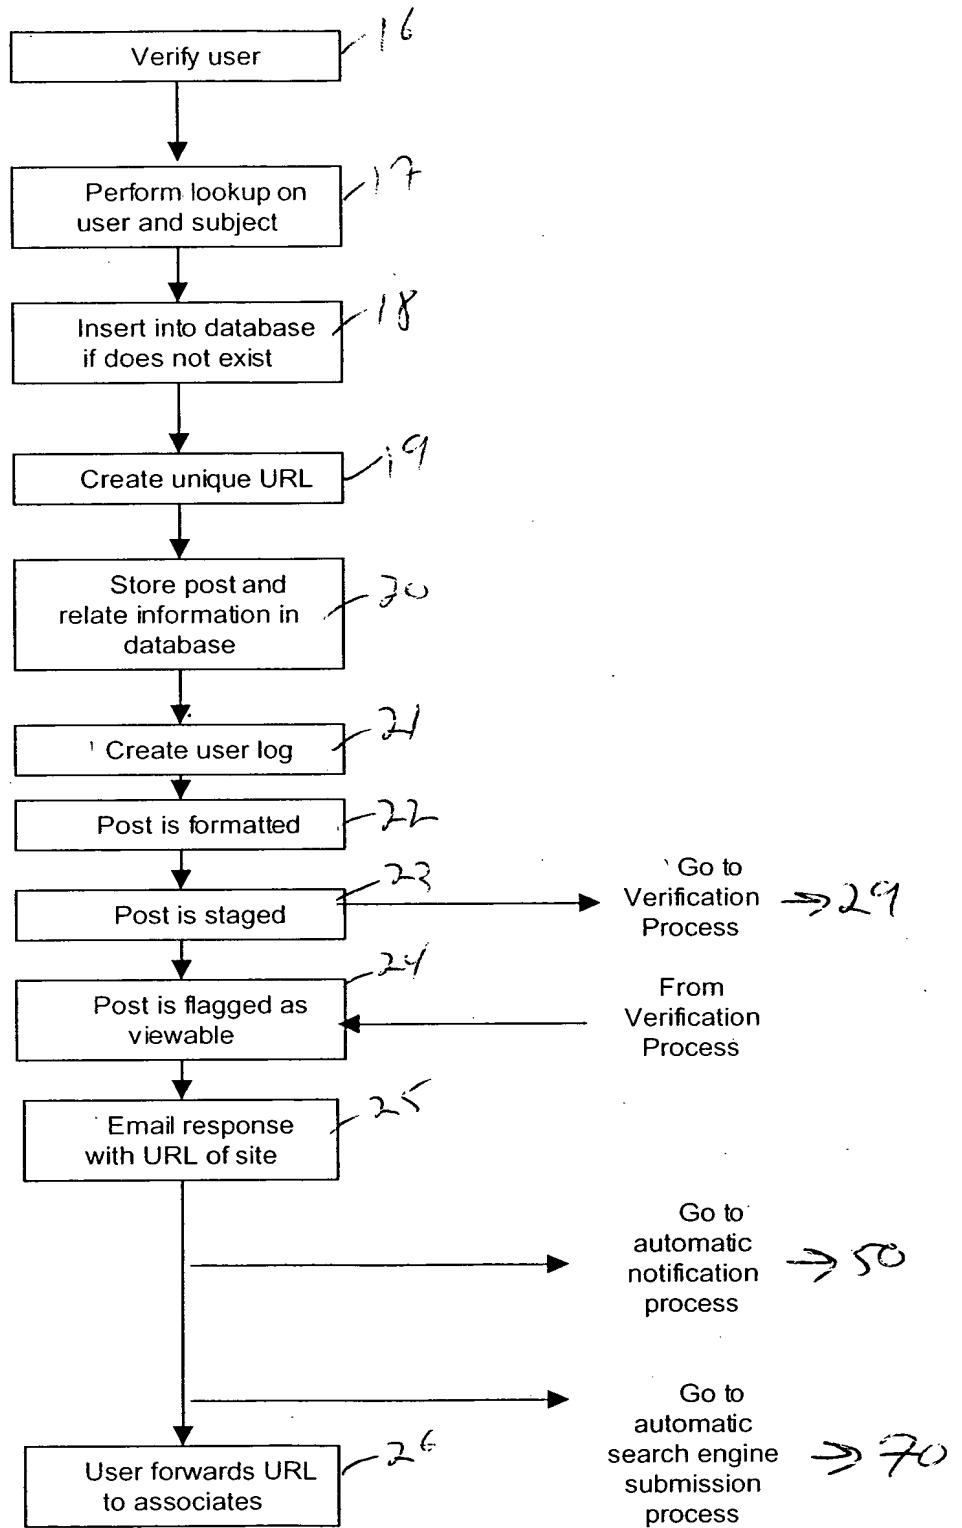 Verify user
16
Perform lookup on
user and subject
17
Insert into database
if does not exist
18
Create unique URL
19
Store post and
relate information in
database
20
Create user log
21
Post is formatted
22
Post is staged
23
Go to
Verification
Process
29
Post is flagged as
viewable
24
From
Verification
Process
Email response
with URL of site
25
Go to
automatic
notification
process
50
Go to
automatic
search engine
submission
process
70
User forwards URL
to associates
26